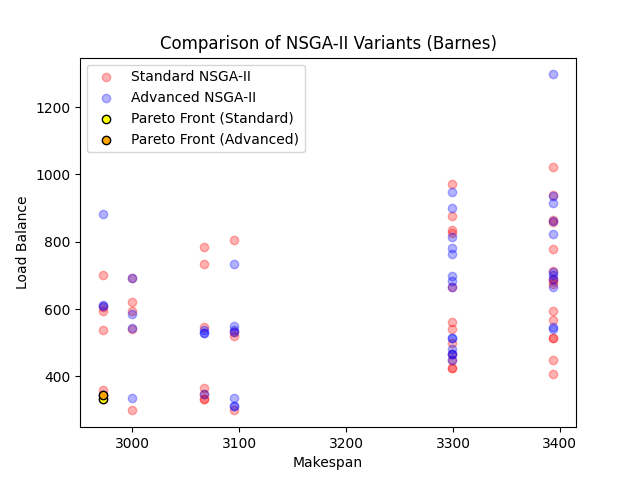 Comparison of NSGA-II Variants (Barnes)
Standard NSGA-II
Advanced NSGA-II
Pareto Front (Standard)
Pareto Front (Advanced)
Load Balance
1200
1000
800
600
400
3000 3100 3200 3300 3400
Makespan